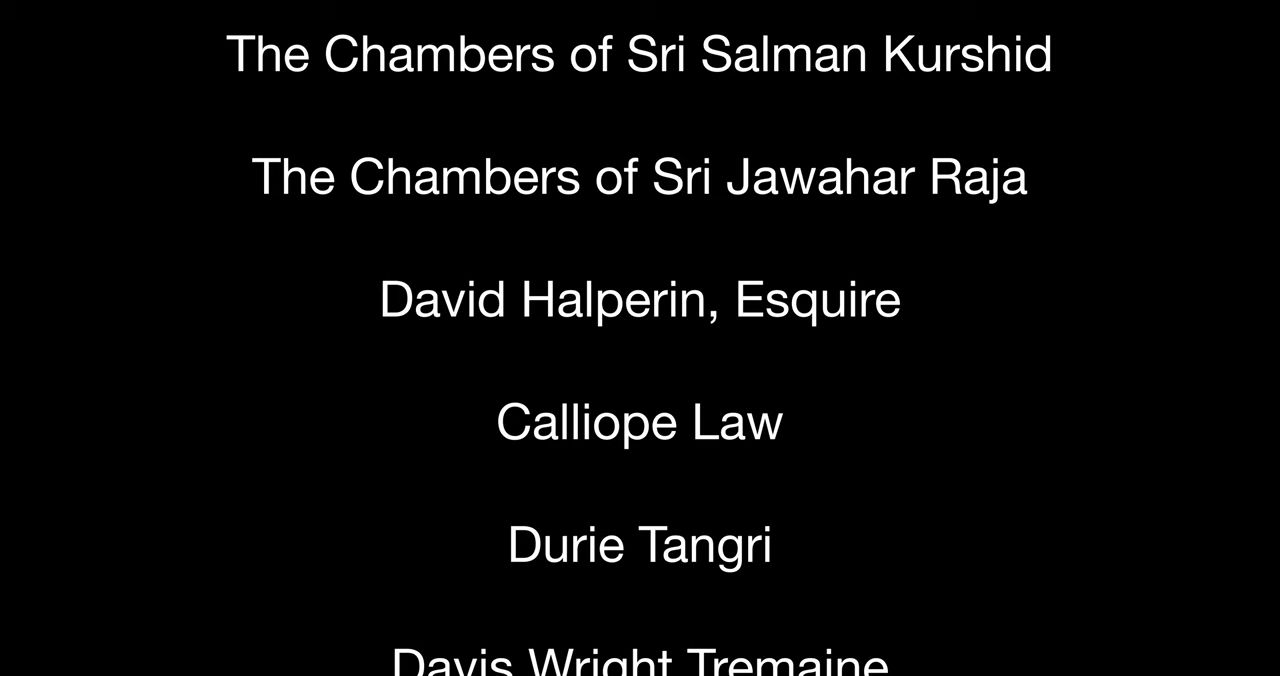 The Chambers of Sri Salman Kurshid
The Chambers of Sri Jawahar Raja
David Halperin, Esquire
Calliope Law
Durie Tangri
Davis Wright Tremaine